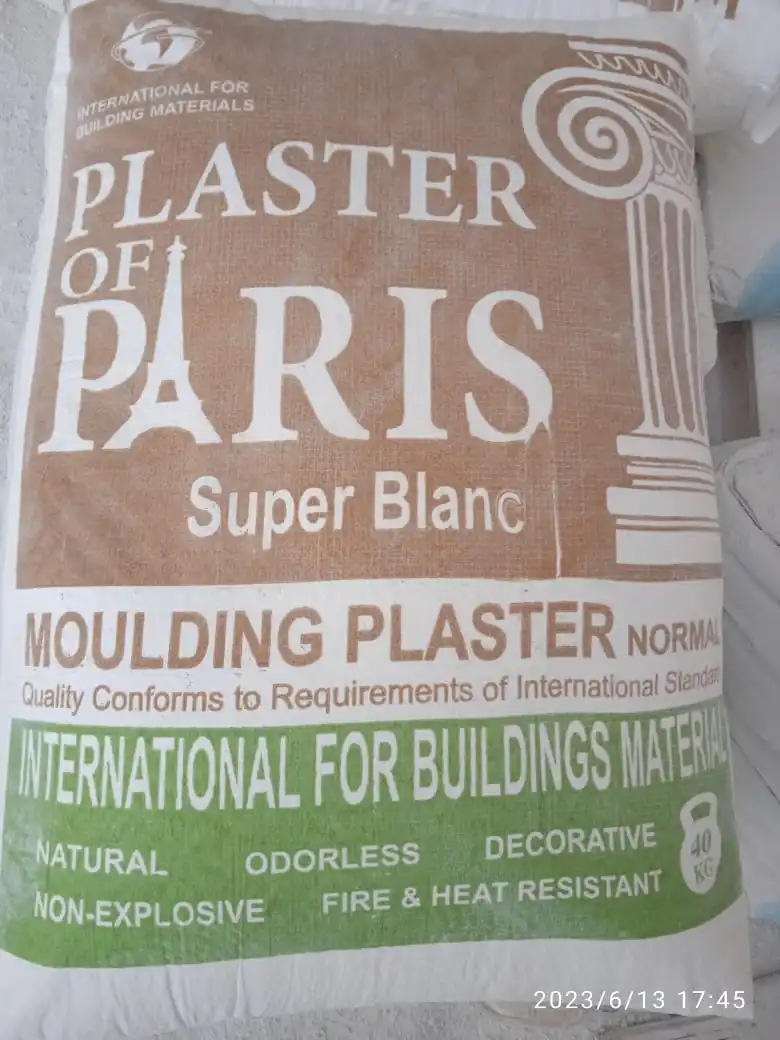 INTERNATIONAL FOR
BUILDING MATERIALS
PLASTER
OF
PARIS
Super Blanc
MOULDING PLASTER NORMAL
Quality Conforms to Requirements of International Standar
INTERNATIONAL FOR BUILDINGS MATERIAL
NATURAL ODORLESS DECORATIVE
NON-EXPLOSIVE FIRE & HEAT RESISTANT
40
KG
2023/6/13 17:45